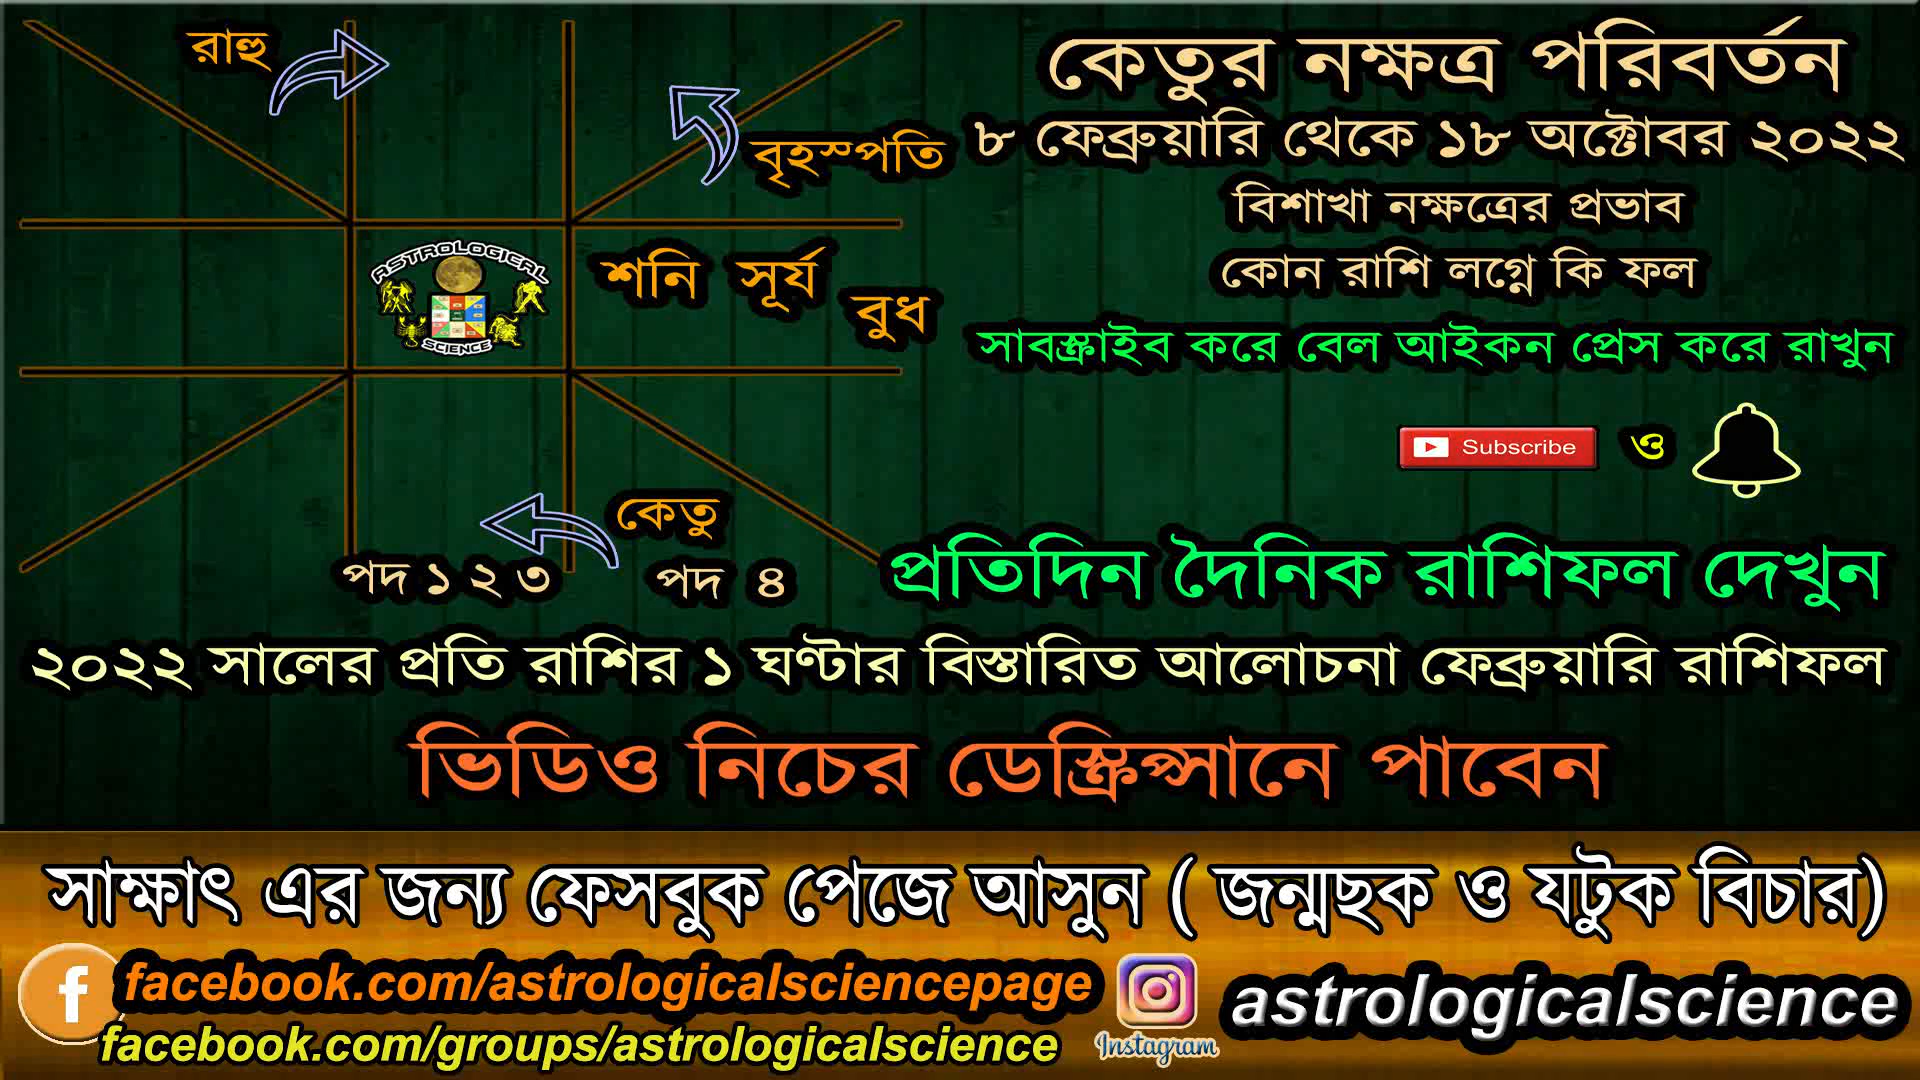 রাহু
বৃহস্পতি
কেতুর নক্ষত্র পরিবর্তন
৮ ফেব্রুয়ারি থেকে ১৮ অক্টোবর ২০২২
বিশাখা নক্ষত্রের প্রভাব
কোন রাশি লগ্নে কি ফল
ASTROLOGICAL
SCIENCE
শনি সূর্য
বুধ
সাবস্ক্রাইব করে বেল আইকন প্রেস করে রাখুন
Subscribe ও
কেতু
পদ ১ ২ ৩ পদ ৪
প্রতিদিন দৈনিক রাশিফল দেখুন
২০২২ সালের প্রতি রাশির ১ ঘণ্টার বিস্তারিত আলোচনা ফেব্রুয়ারি রাশিফল
ভিডিও নিচের ডেস্ক্রিপ্সানে পাবেন
সাক্ষাৎ এর জন্য ফেসবুক পেজে আসুন ( জন্মছক ও যটুক বিচার)
facebook.com/astrologicalsciencepage
facebook.com/groups/astrologicalscience
Instagram
astrologicalscience